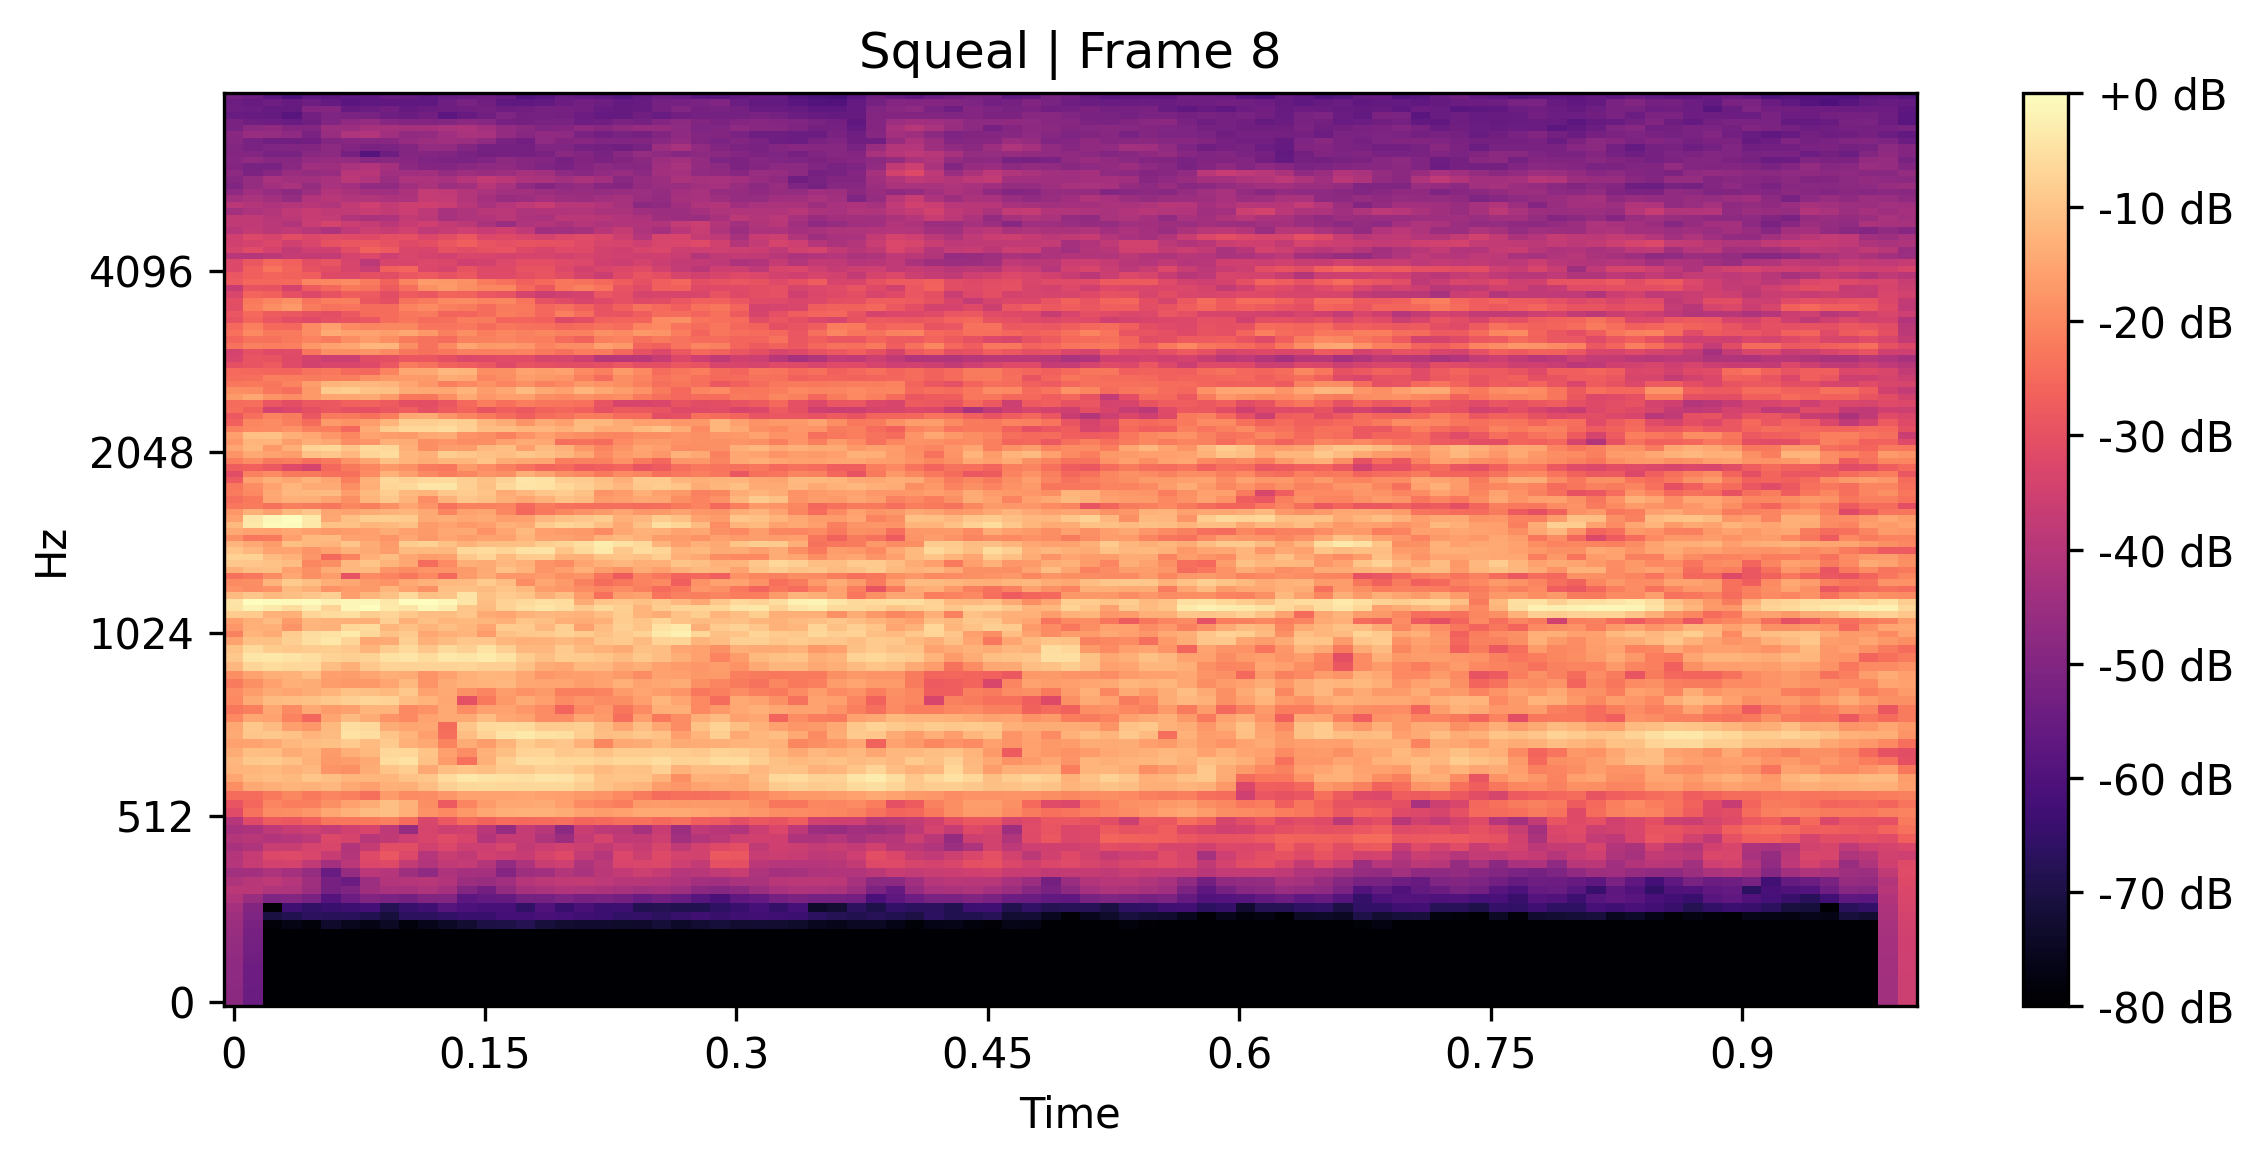 Squeal | Frame 8
Hz
4096
2048
1024
512
0
0 0.15 0.3 0.45 0.6 0.75 0.9
Time
+0 dB
-10 dB
-20 dB
-30 dB
-40 dB
-50 dB
-60 dB
-70 dB
-80 dB